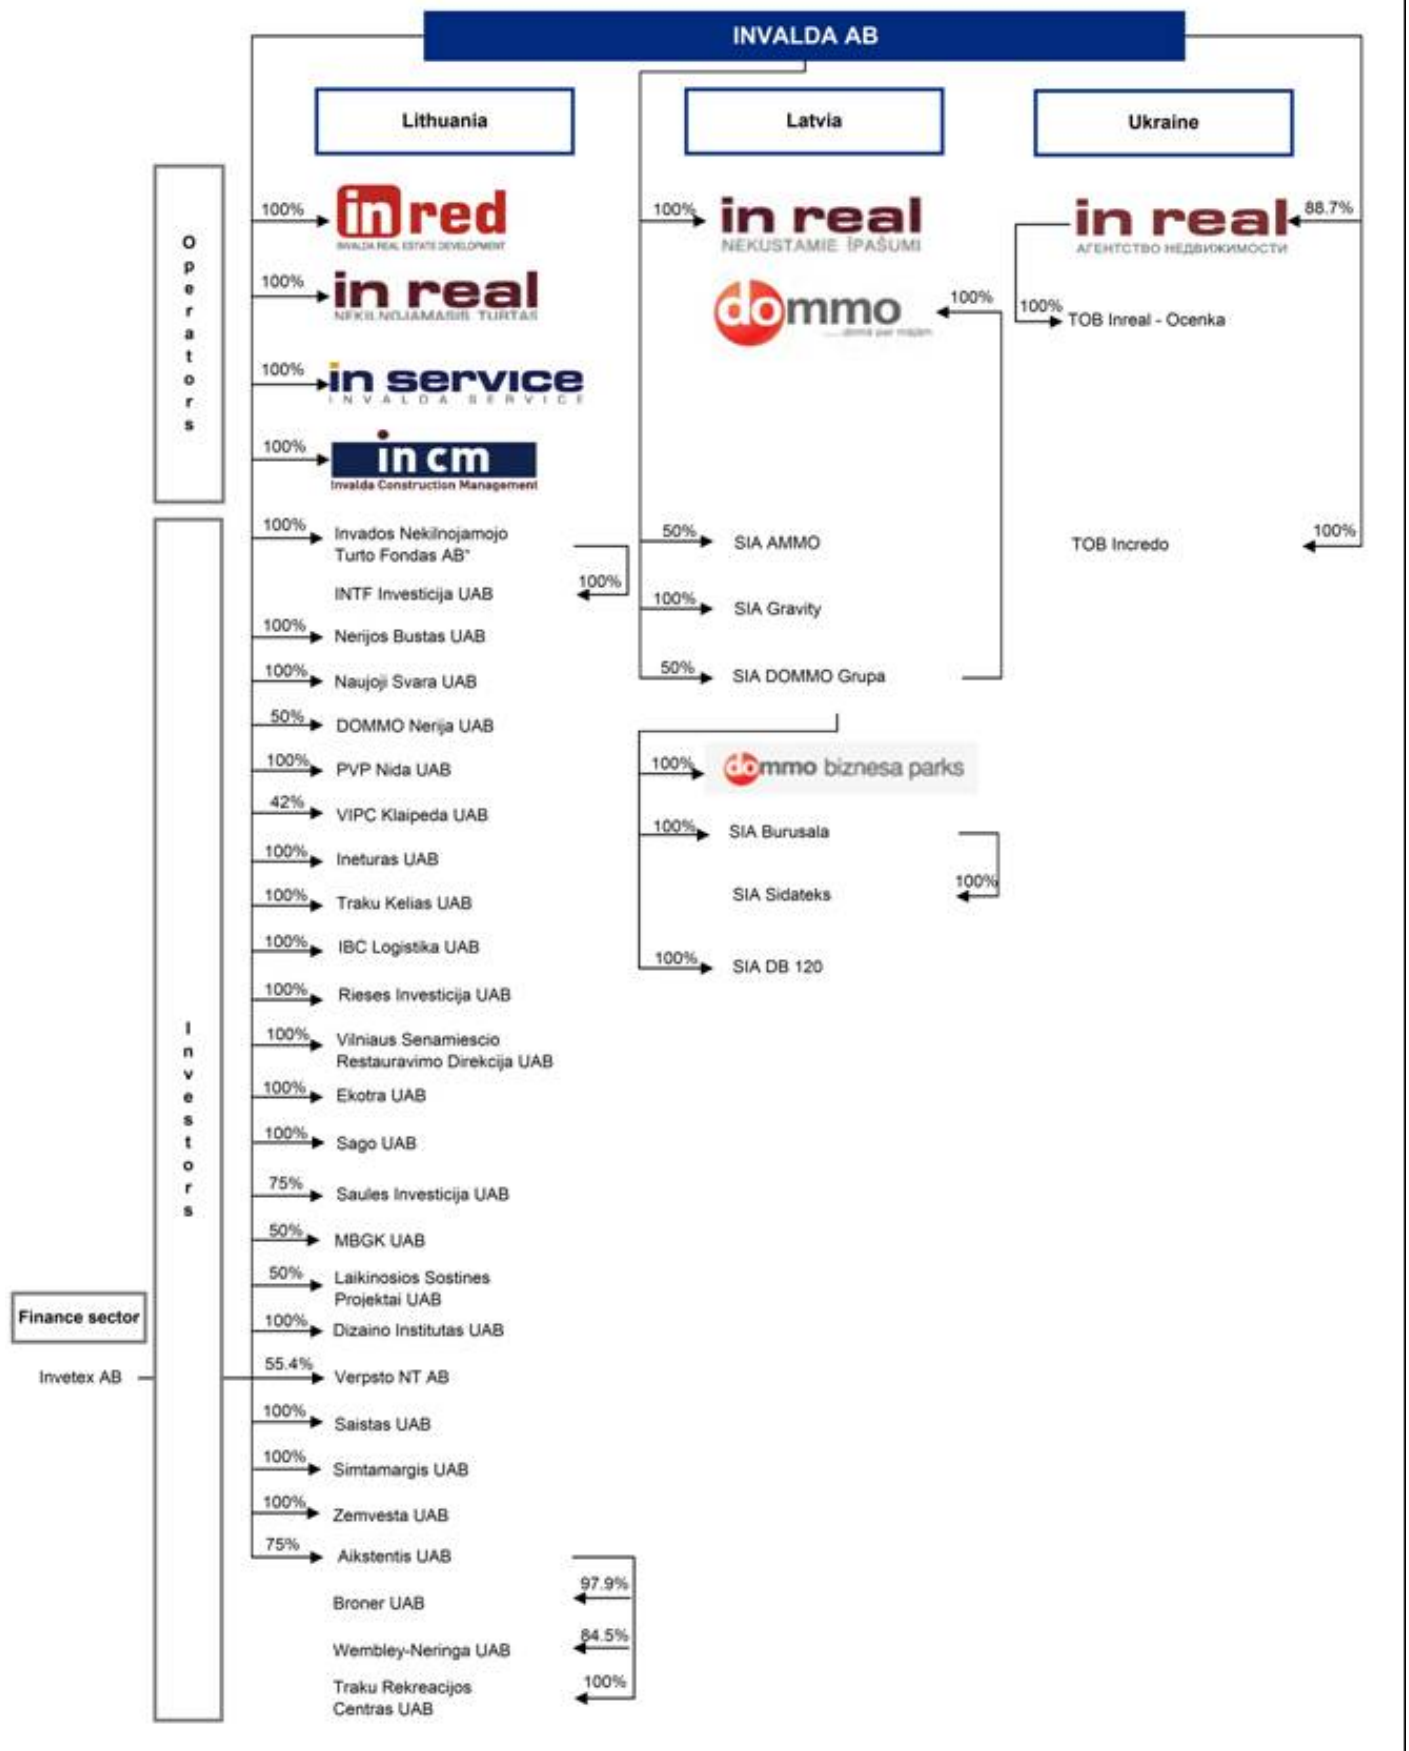 INVALDA AB
Lithuania
Latvia
Ukraine
Operators
100%
in red
INVALDA REAL ESTATE DEVELOPMENT
100%
in real
NEKILNOJAMASIS TURTAS
100%
in service
INVALDA SERVICE
100%
in cm
Invalda Construction Management
100%
in real
NEKUSTAMIE ĪPAŠUMI
dommo
100%
88.7%
in real
АГЕНТСТВО НЕДВИЖИМОСТИ
100%
TOB Inreal - Ocenka
Investors
100%
Invados Nekilnojamojo
Turto Fondas AB*
INTF Investicija UAB
100%
100%
Nerijos Bustas UAB
100%
Naujoji Svara UAB
50%
DOMMO Nerija UAB
100%
PVP Nida UAB
42%
VIPC Klaipeda UAB
100%
Ineturas UAB
100%
Traku Kelias UAB
100%
IBC Logistika UAB
100%
Rieses Investicija UAB
100%
Vilniaus Senamiescio
Restauravimo Direkcija UAB
100%
Ekotra UAB
100%
Sago UAB
75%
Saules Investicija UAB
50%
MBGK UAB
50%
Laikinosios Sostines
Projektai UAB
100%
Dizaino Institutas UAB
Finance sector
Invetex AB
55.4%
Verpsto NT AB
100%
Saistas UAB
100%
Simtamargis UAB
100%
Zemvesta UAB
75%
Aikstentis UAB
Broner UAB
97.9%
Wembley-Neringa UAB
84.5%
Traku Rekreacijos
Centras UAB
100%
50%
SIA AMMO
100%
SIA Gravity
50%
SIA DOMMO Grupa
100%
dommo biznesa parks
100%
SIA Burusala
SIA Sidateks
100%
100%
SIA DB 120
TOB Incredo
100%